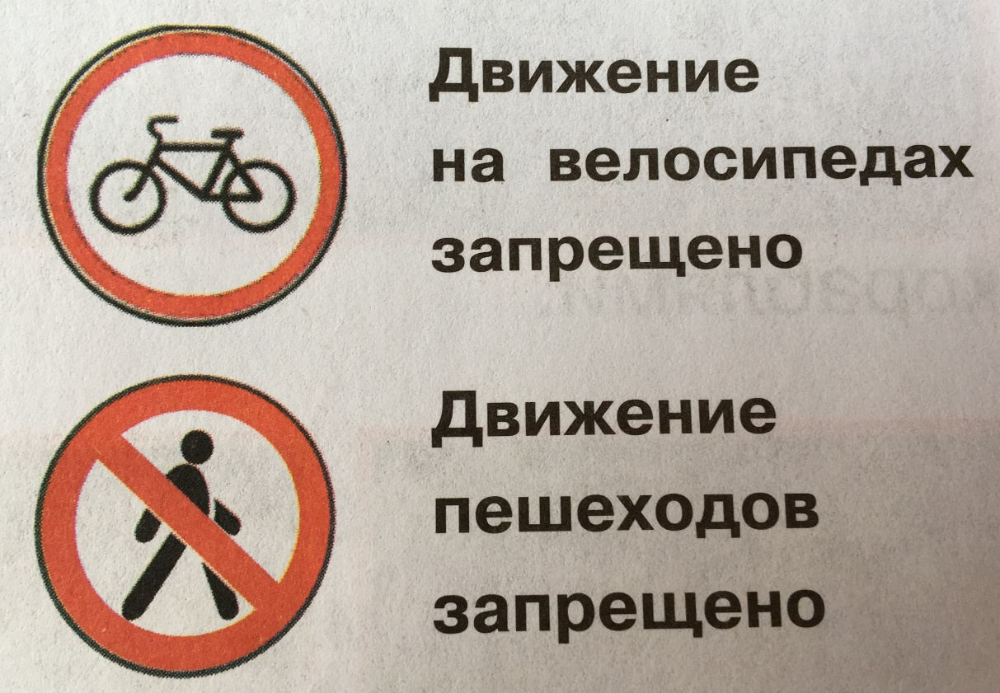 Движение
на велосипедах
запрещено
Движение
пешеходов
запрещено